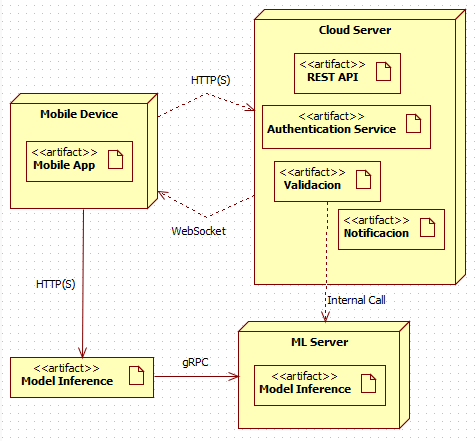 Cloud Server
<<artifact>>
REST API
HTTP(S)
Mobile Device
<<artifact>>
Authentication Service
<<artifact>>
Mobile App
<<artifact>>
Validacion
<<artifact>>
Notificacion
WebSocket
HTTP(S)
Internal Call
ML Server
<<artifact>>
Model Inference
gRPC
<<artifact>>
Model Inference